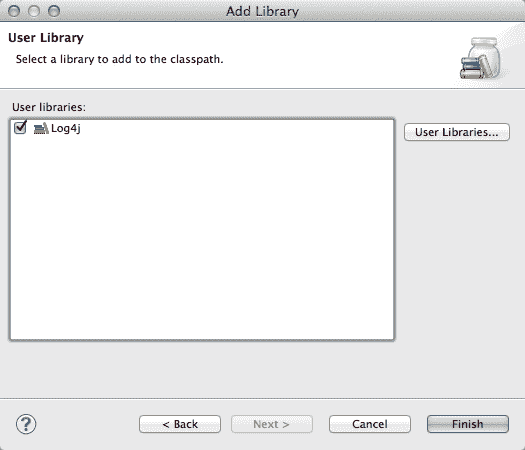 Add Library
User Library
Select a library to add to the classpath.
User libraries:
Log4j
User Libraries...
?
< Back
Next >
Cancel
Finish